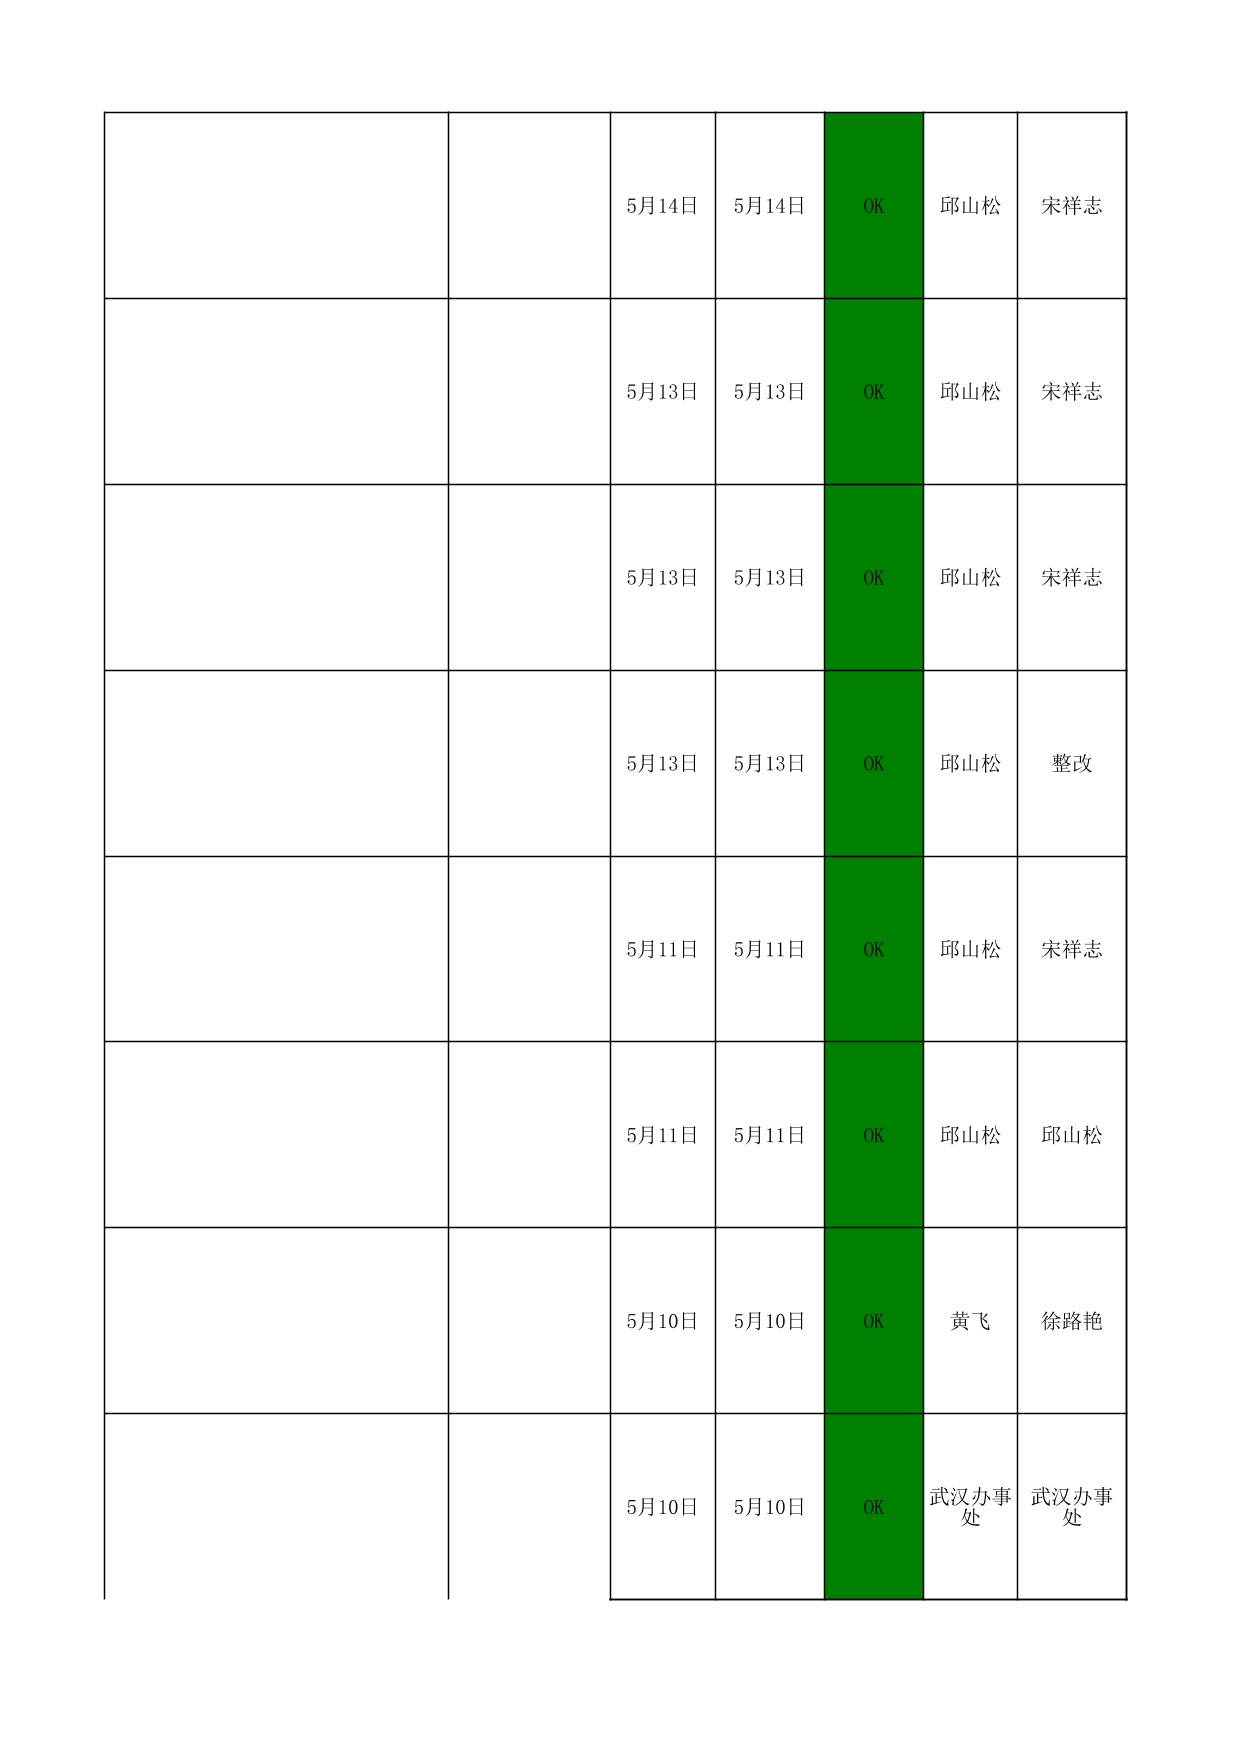 5月14日 5月14日 OK 邱山松 宋祥志
5月13日 5月13日 OK 邱山松 宋祥志
5月13日 5月13日 OK 邱山松 宋祥志
5月13日 5月13日 OK 邱山松 整改
5月11日 5月11日 OK 邱山松 宋祥志
5月11日 5月11日 OK 邱山松 邱山松
5月10日 5月10日 OK 黄飞 徐路艳
5月10日 5月10日 OK 武汉办事 武汉办事
处 处